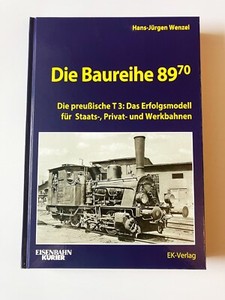 Hans-Jürgen Wenzel
Die Baureihe 89⁷⁰
Die preußische T 3: Das Erfolgsmodell
für Staats-, Privat- und Werkbahnen
EISENBAHN
KURIER
EK-Verlag